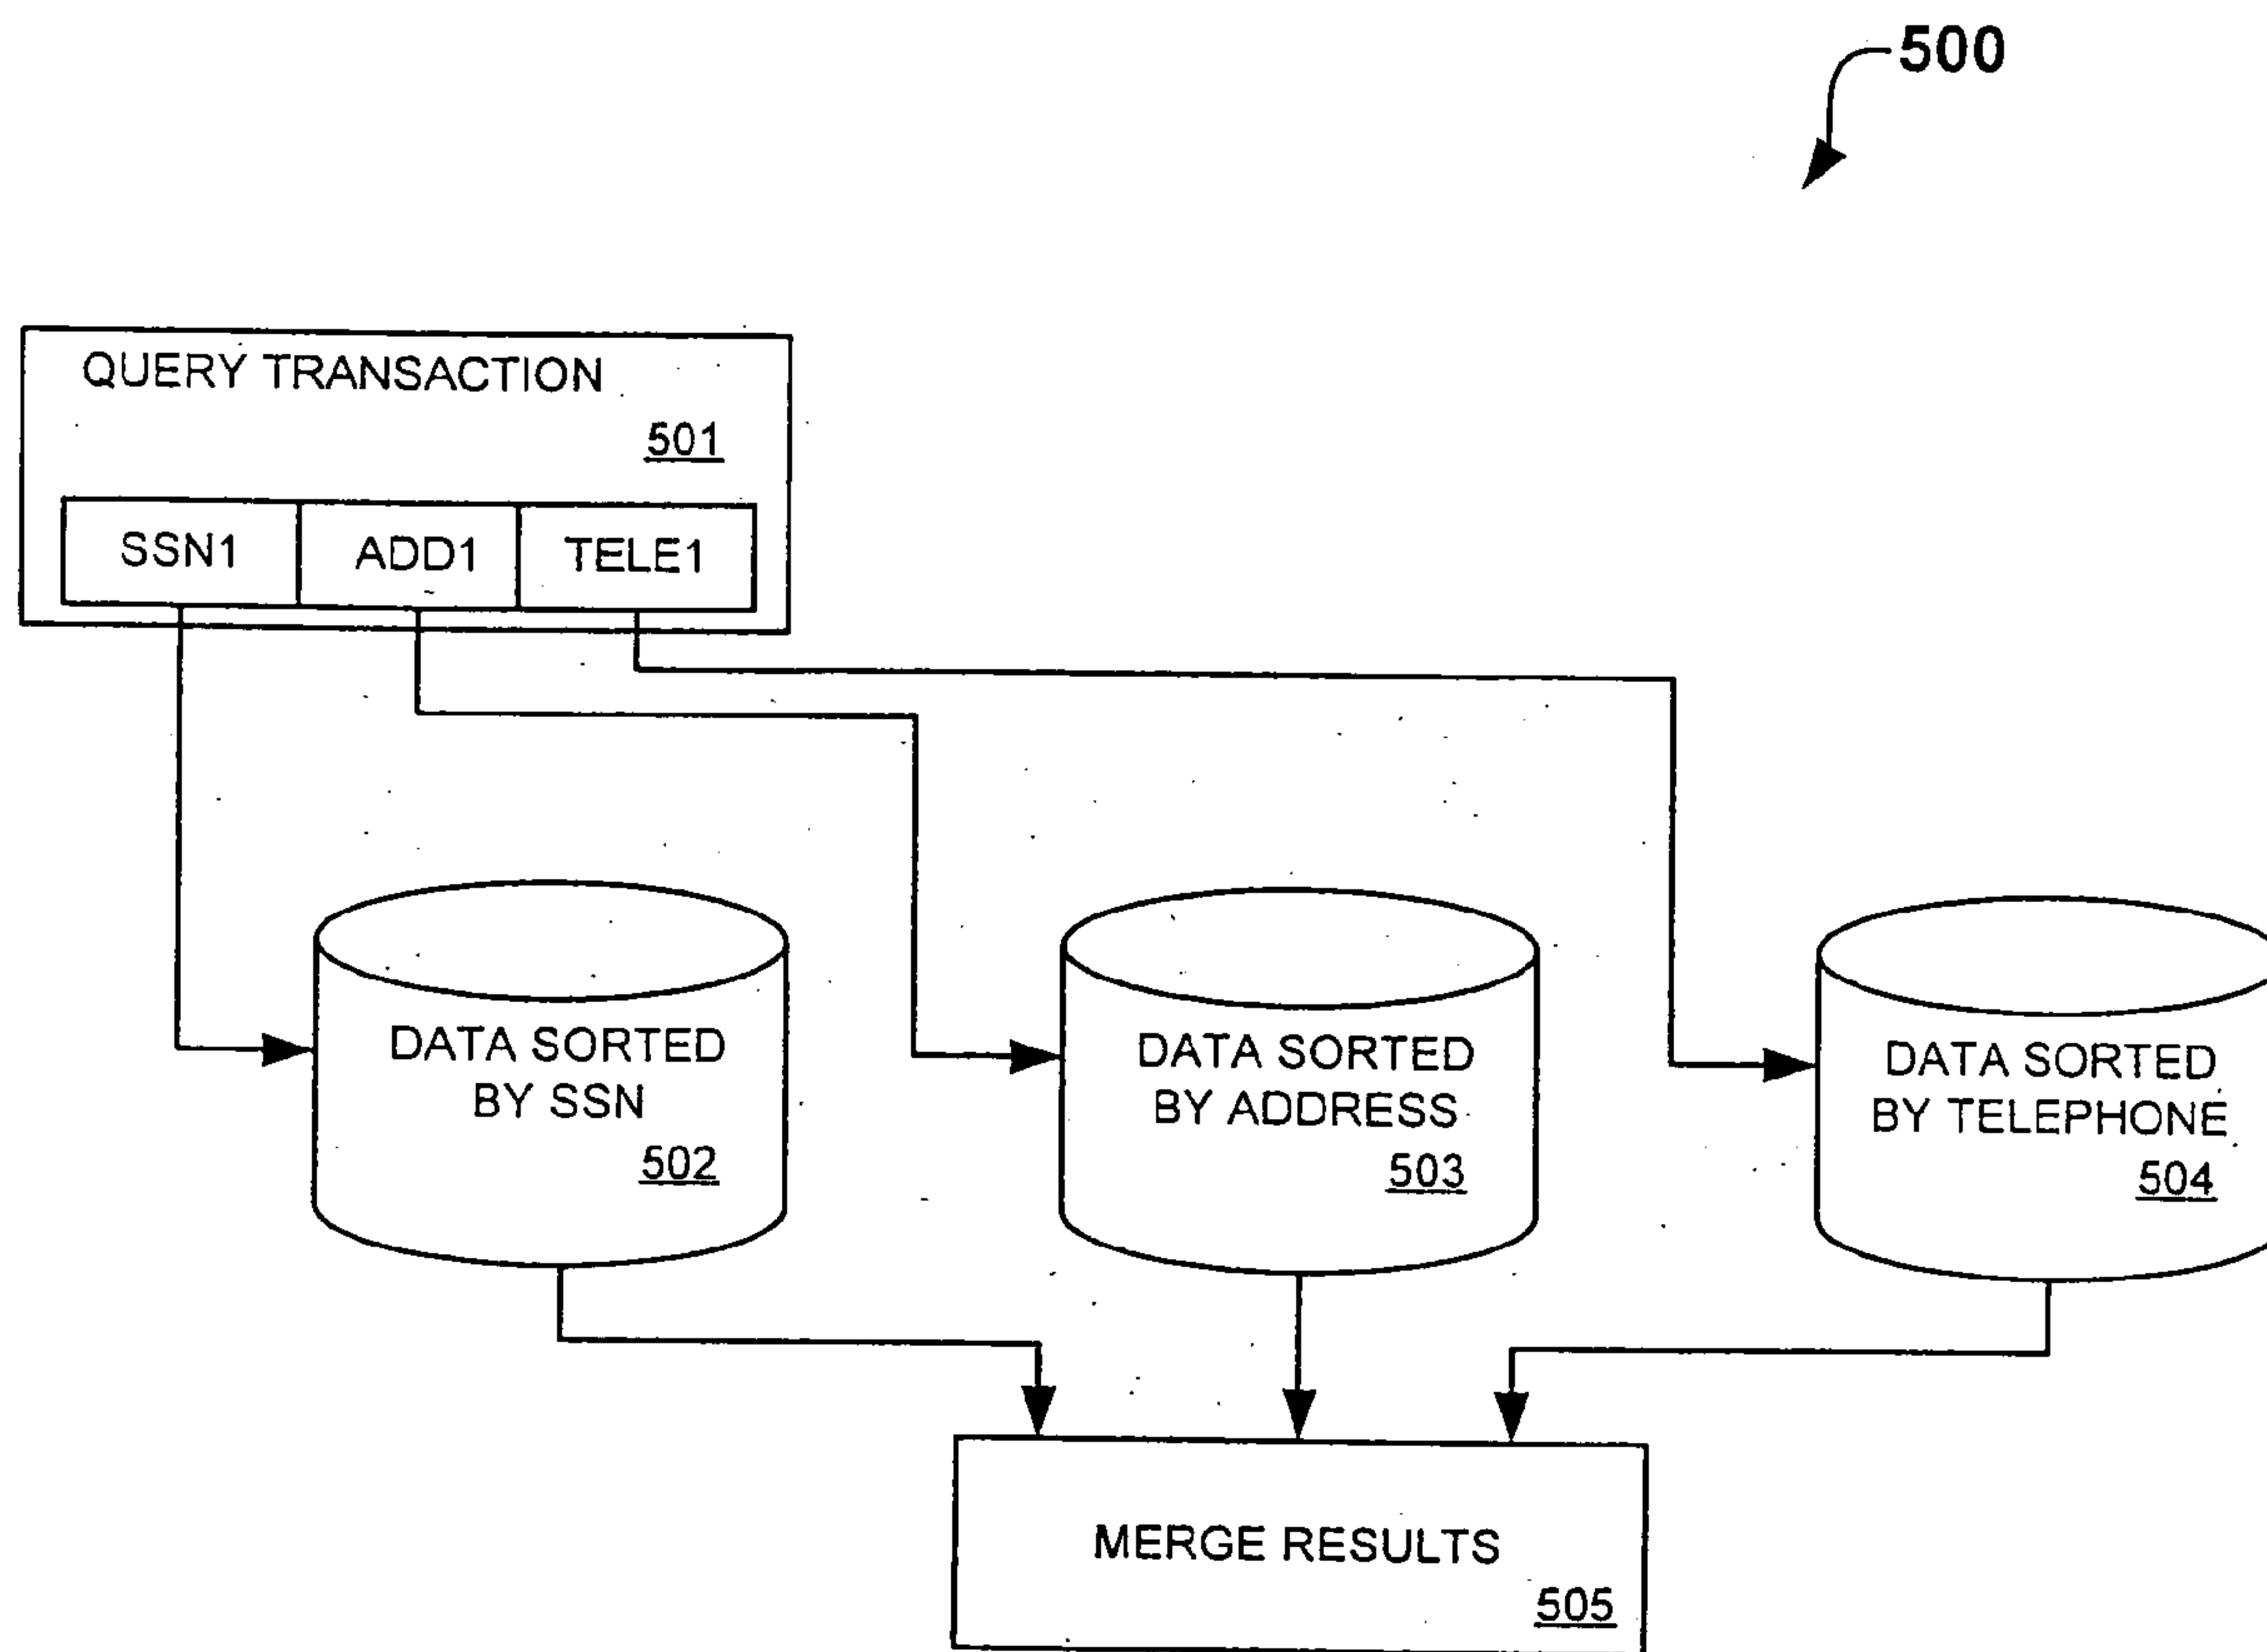 500
QUERY TRANSACTION
501
SSN1
ADD1
TELE1
DATA SORTED
BY SSN
502
DATA SORTED
BY ADDRESS
503
DATA SORTED
BY TELEPHONE
504
MERGE RESULTS
505